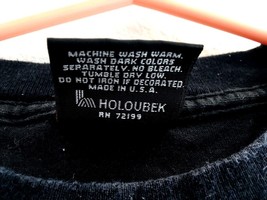 MACHINE WASH WARM.
WASH DARK COLORS
SEPARATELY. NO BLEACH.
TUMBLE DRY LOW.
DO NOT IRON IF DECORATED.
MADE IN U.S.A.
HOLOUBEK
RN 72199